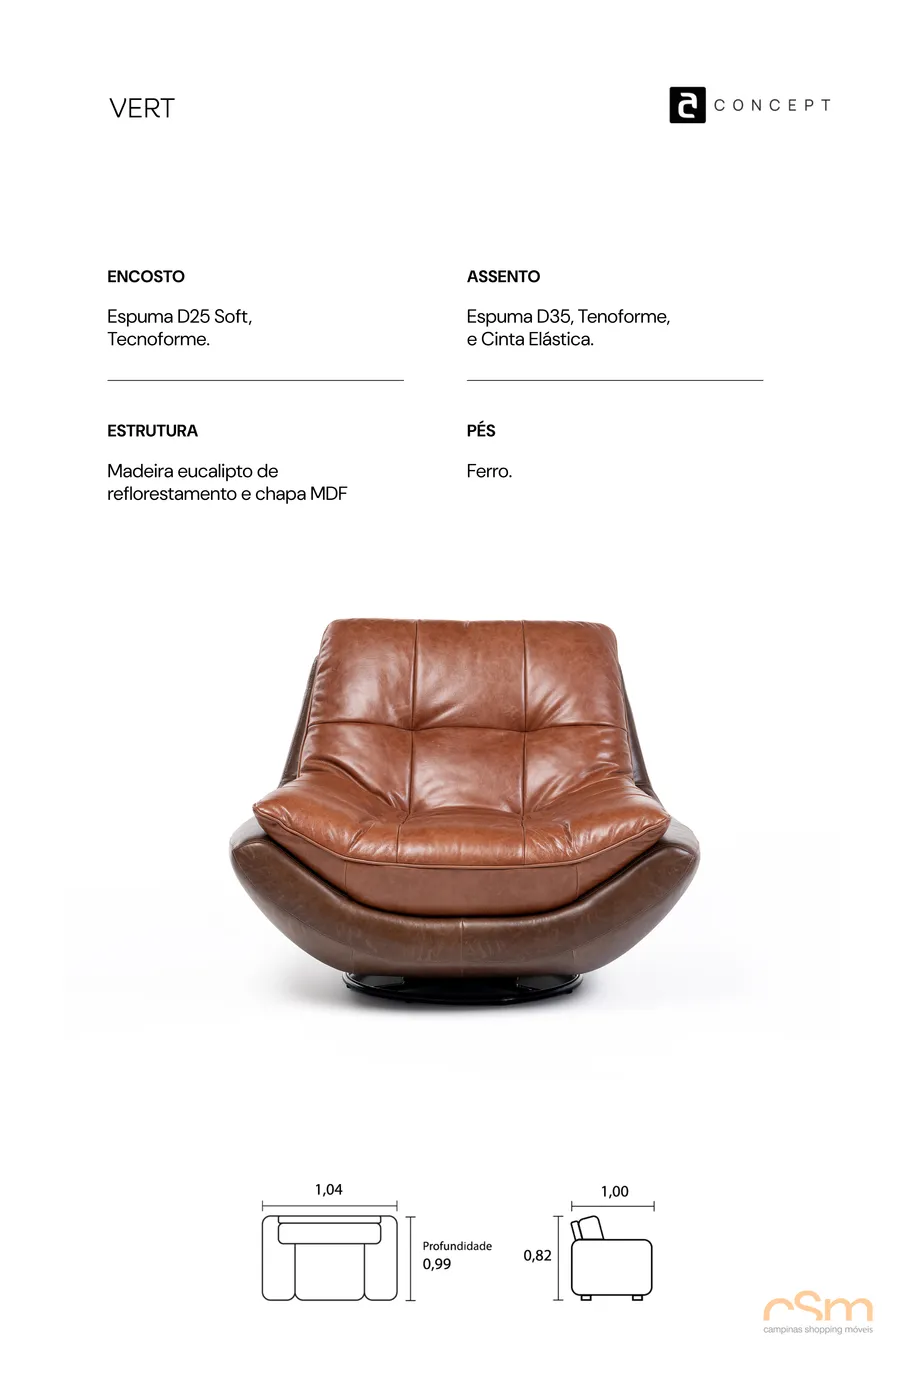 VERT
CONCEPT
ENCOSTO
Espuma D25 Soft,
Tecnoforme.
ASSENTO
Espuma D35, Tenoforme,
e Cinta Elástica.
ESTRUTURA
Madeira eucalipto de
reflorestamento e chapa MDF
PÉS
Ferro.
1,04
Profundidade
0,99
1,00
0,82
csm
campinas shopping móveis